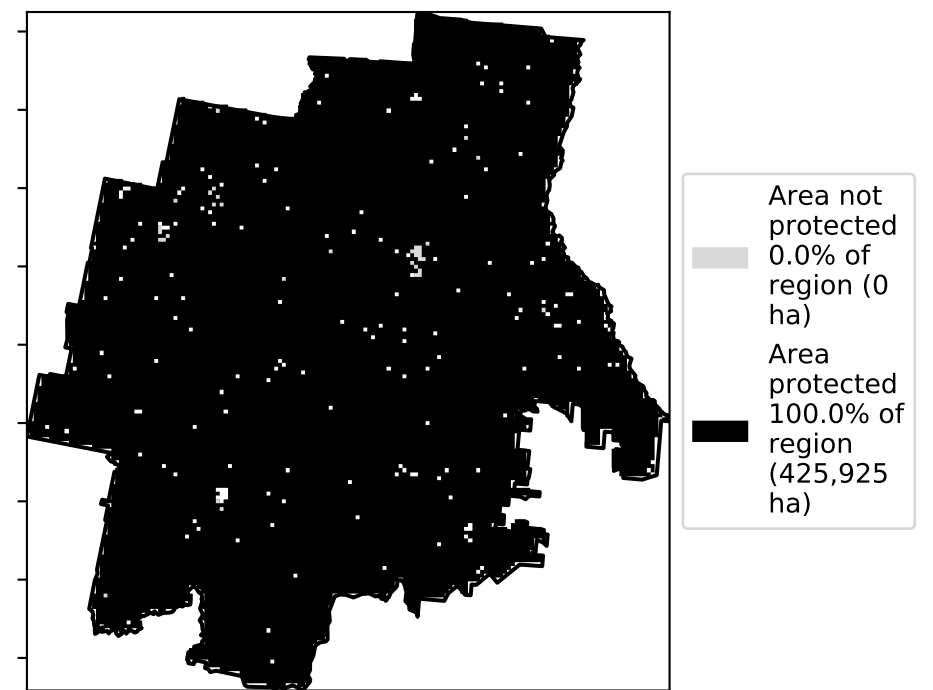 Area not
protected
0.0% of
region (0
ha)
Area
protected
100.0% of
region
(425,925
ha)